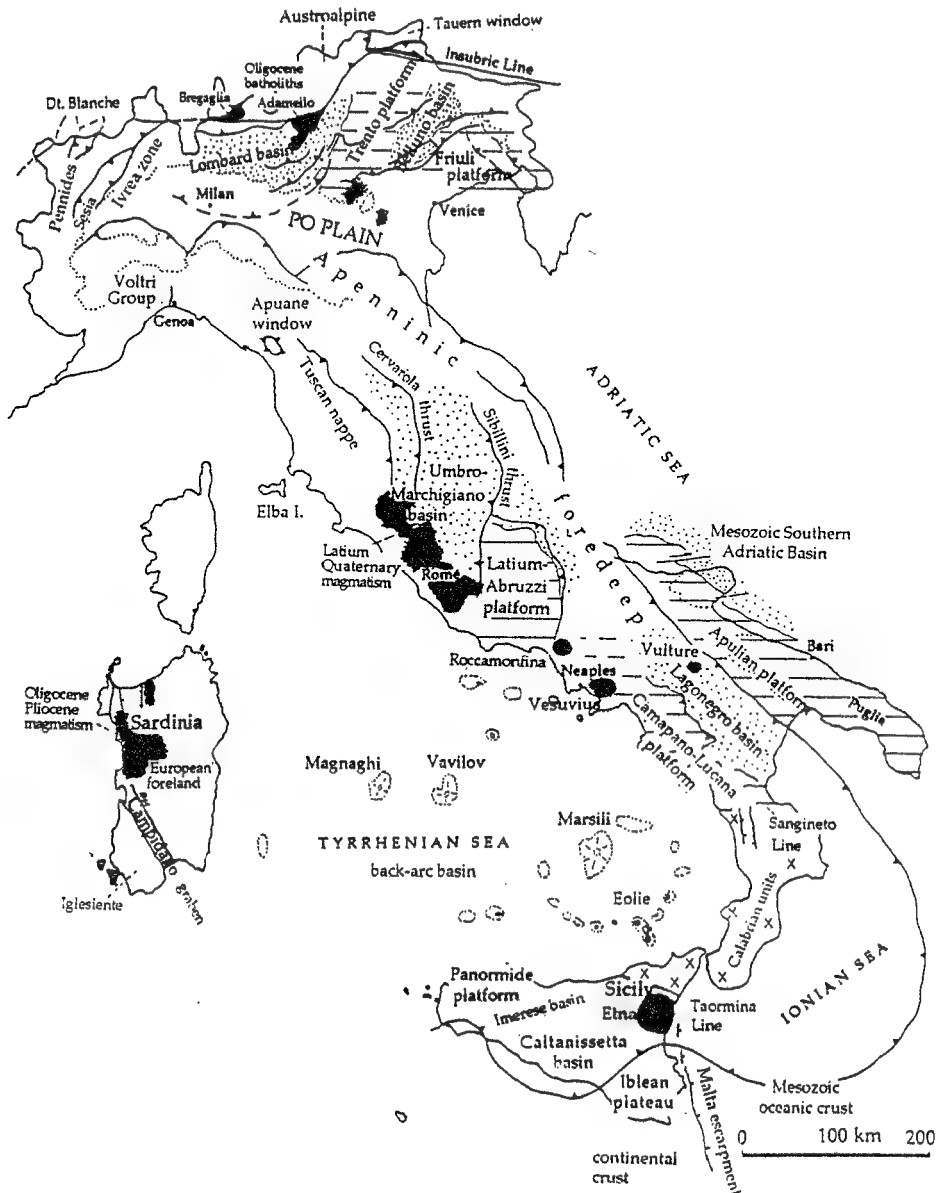 Austroalpine
Tauern window
Insubric Line
Oligocene
batholiths
Bregaglia
Adamello
Dt. Blanche
Trento platform
Belluno basin
Lombard basin
Friuli
platform
Pennides
Sesia
Ivrea zone
Milan
Venice
PO PLAIN
Voltri
Group
Genoa
Apuane
window
Apenninic
foredeep
Cervarola
thrust
Tuscan nappe
Sibillini
thrust
ADRIATIC SEA
Umbro-
Marchigiano
basin
Elba I.
Mesozoic Southern
Adriatic Basin
Latium
Quaternary
magmatism
Rome
Latium-
Abruzzi
platform
Bari
Apulian platform
Puglia
Roccamonfina
Vulture
Neaples
Vesuvius
Lagonegro basin
Camapano-Lucana
platform
Oligocene
Pliocene
magmatism
Sardinia
European
foreland
Campidano graben
Iglesiente
Magnaghi
Vavilov
Marsili
Sangineto
Line
TYRRHENIAN SEA
back-arc basin
Eolie
Calabrian units
IONIAN SEA
Panormide
platform
Sicily
Etna
Imerese basin
Taormina
Line
Caltanissetta
basin
Iblean
plateau
Malta escarpment
Mesozoic
oceanic crust
0 100 km 200
continental
crust